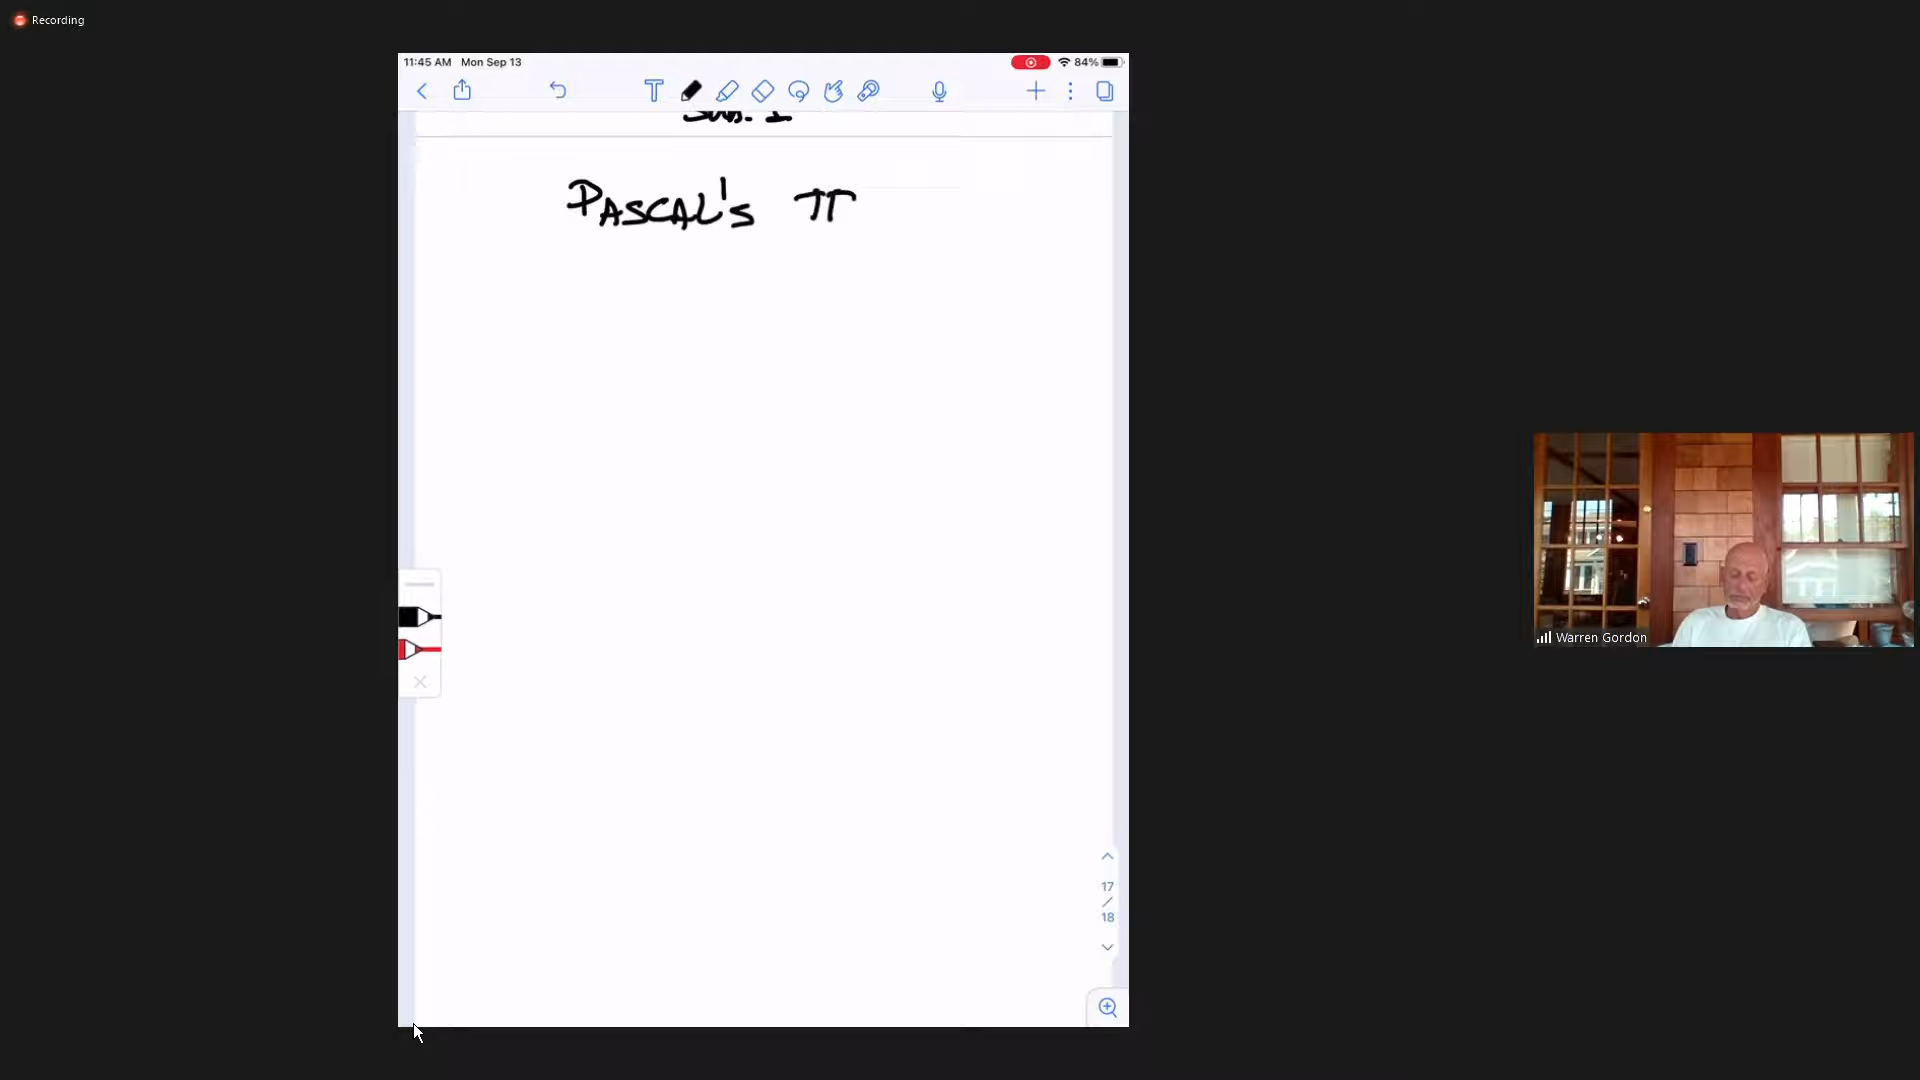 Recording
11:45 AM Mon Sep 13
84%
PASCAL'S
17
/
18
Warren Gordon